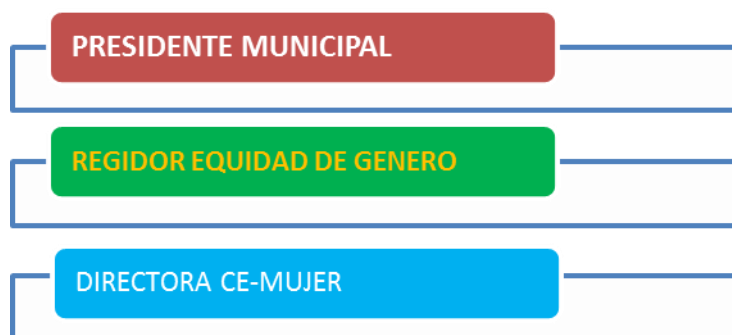 PRESIDENTE MUNICIPAL
REGIDOR EQUIDAD DE GENERO
DIRECTORA CE-MUJER